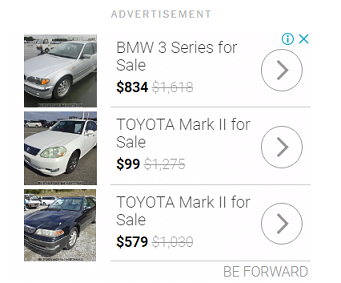 ADVERTISEMENT
BMW 3 Series for
Sale
$834 $1,618
TOYOTA Mark II for
Sale
$99 $1,275
TOYOTA Mark II for
Sale
$579 $1,030
BE FORWARD